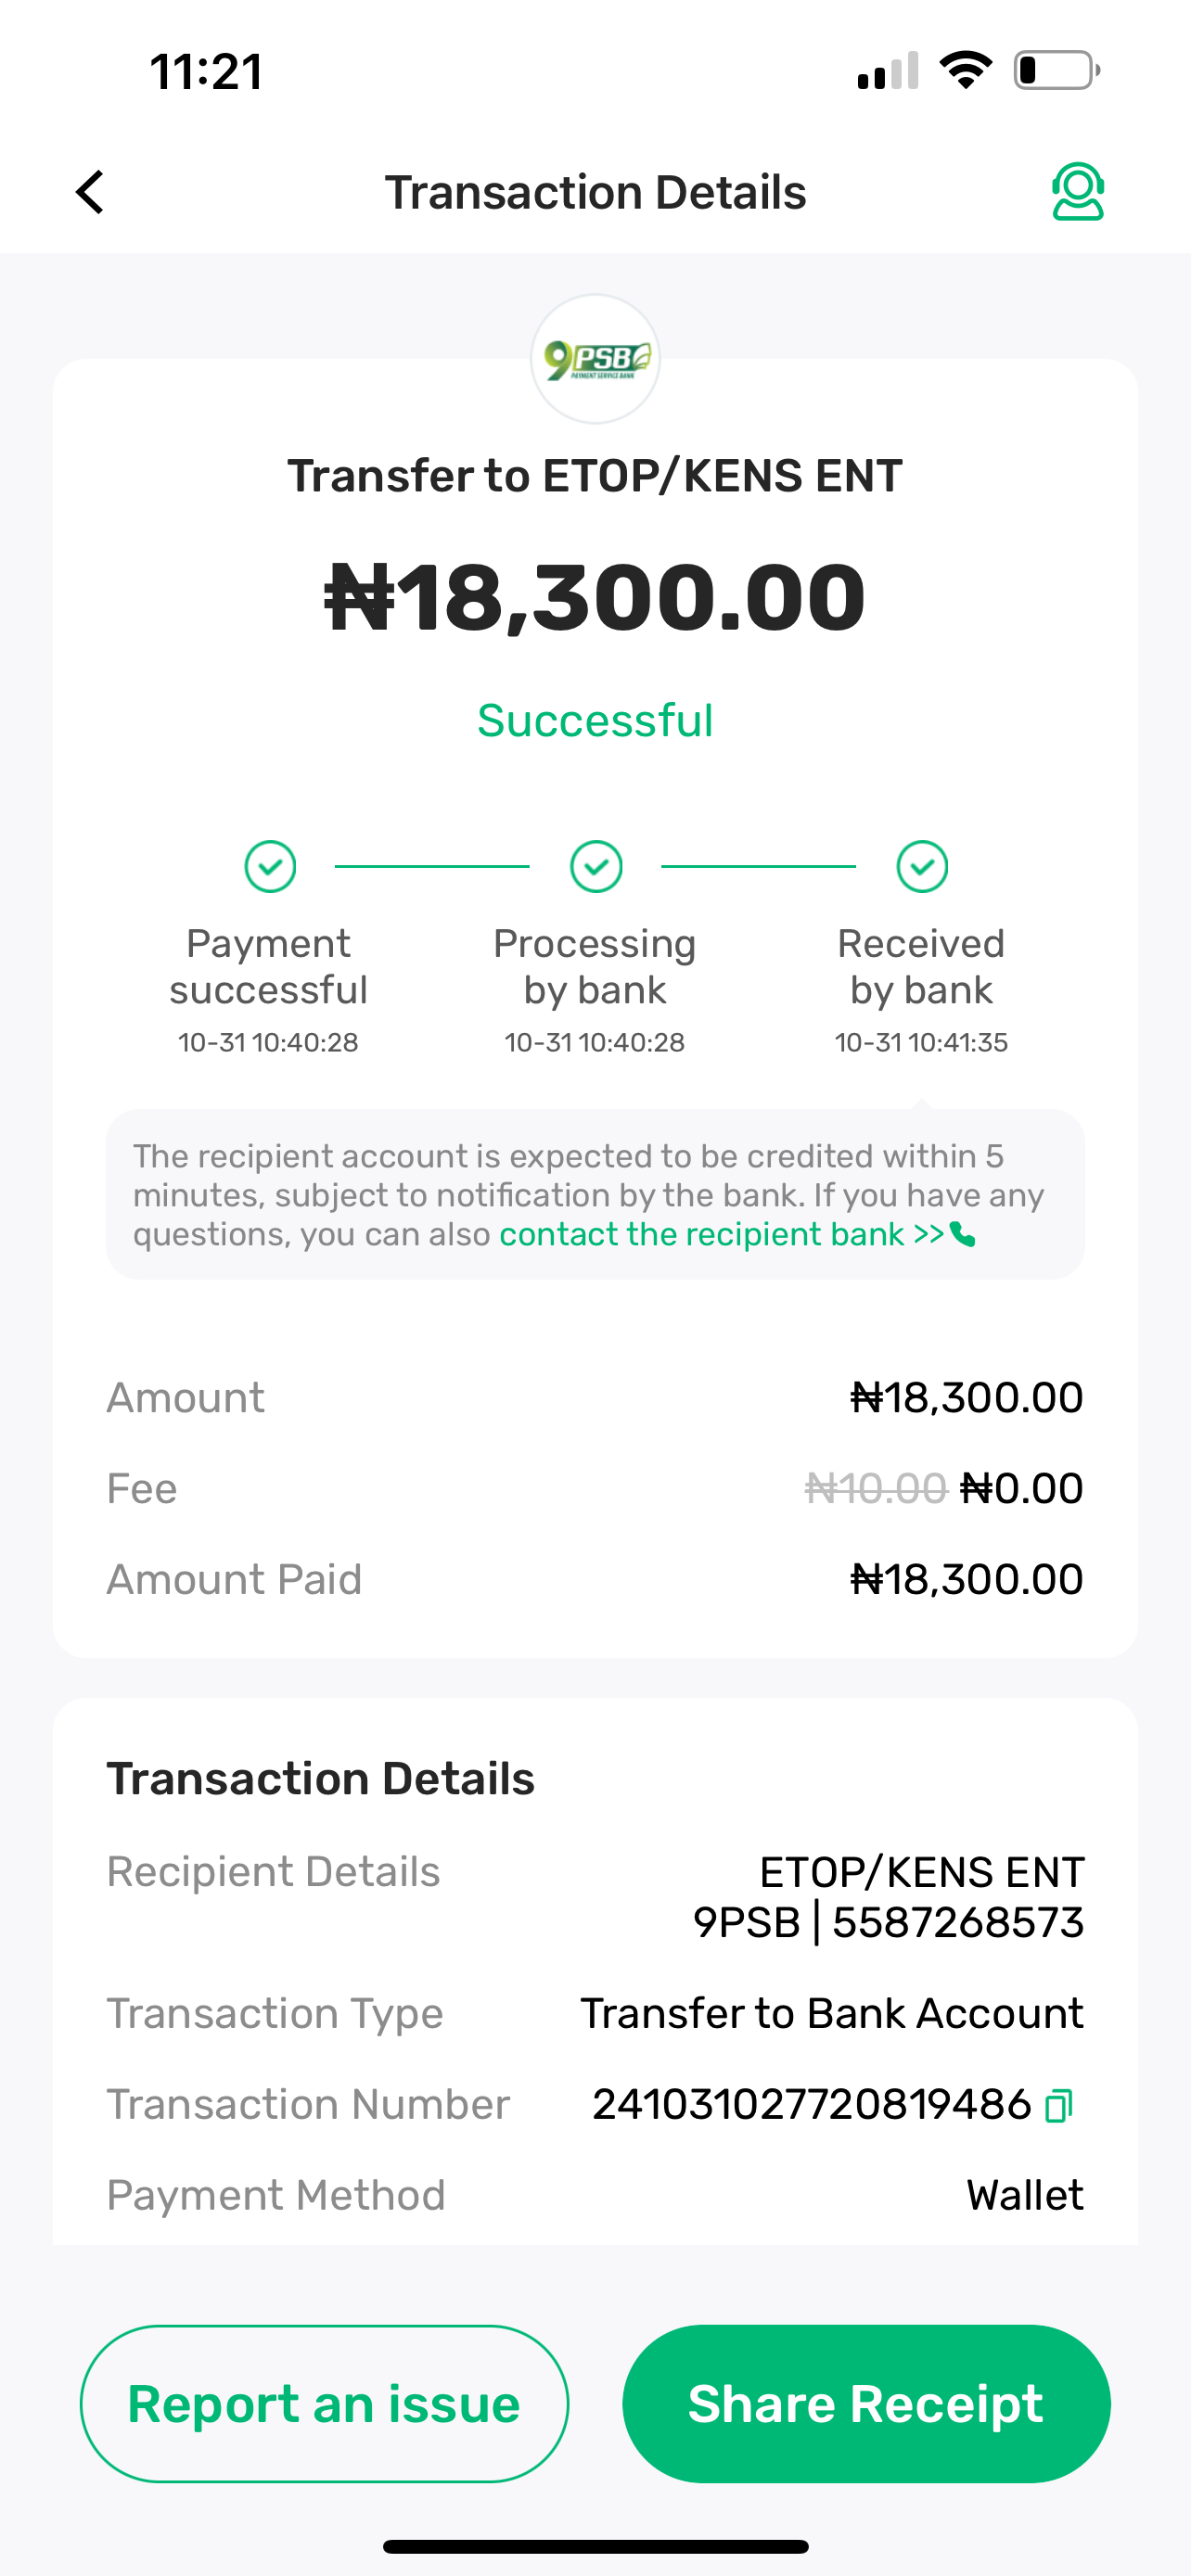 11:21
Transaction Details
9PSB
PAYMENT SERVICE BANK
Transfer to ETOP/KENS ENT
₦18,300.00
Successful
Payment successful
10-31 10:40:28
Processing by bank
10-31 10:40:28
Received by bank
10-31 10:41:35
The recipient account is expected to be credited within 5
minutes, subject to notification by the bank. If you have any
questions, you can also contact the recipient bank >>
Amount ₦18,300.00
Fee ₦10.00 ₦0.00
Amount Paid ₦18,300.00
Transaction Details
Recipient Details ETOP/KENS ENT
9PSB | 5587268573
Transaction Type Transfer to Bank Account
Transaction Number 241031027720819486
Payment Method Wallet
Report an issue
Share Receipt